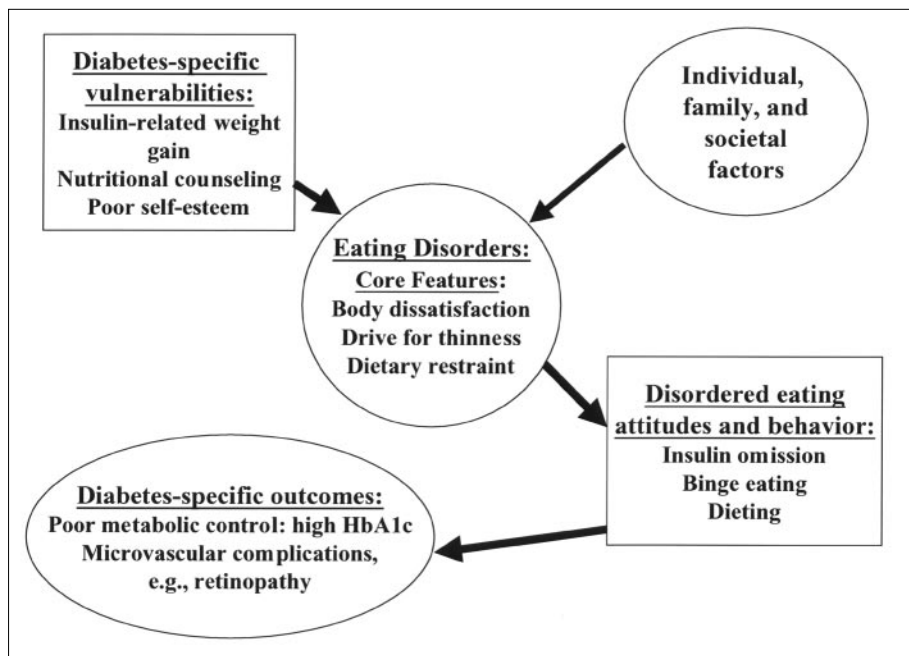 Diabetes-specific
vulnerabilities:
Insulin-related weight
gain
Nutritional counseling
Poor self-esteem
Individual,
family, and
societal
factors
Eating Disorders:
Core Features:
Body dissatisfaction
Drive for thinness
Dietary restraint
Disordered eating
attitudes and behavior:
Insulin omission
Binge eating
Dieting
Diabetes-specific outcomes:
Poor metabolic control: high HbA1c
Microvascular complications,
e.g., retinopathy